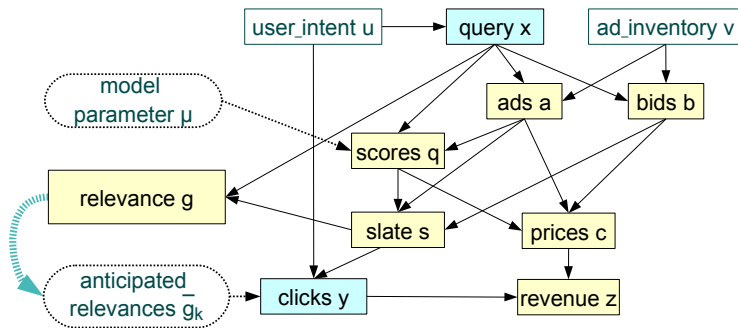 user_intent u
query x
ad_inventory v
model
parameter μ
ads a
bids b
scores q
relevance g
slate s
prices c
anticipated
relevances g̅ₖ
clicks y
revenue z